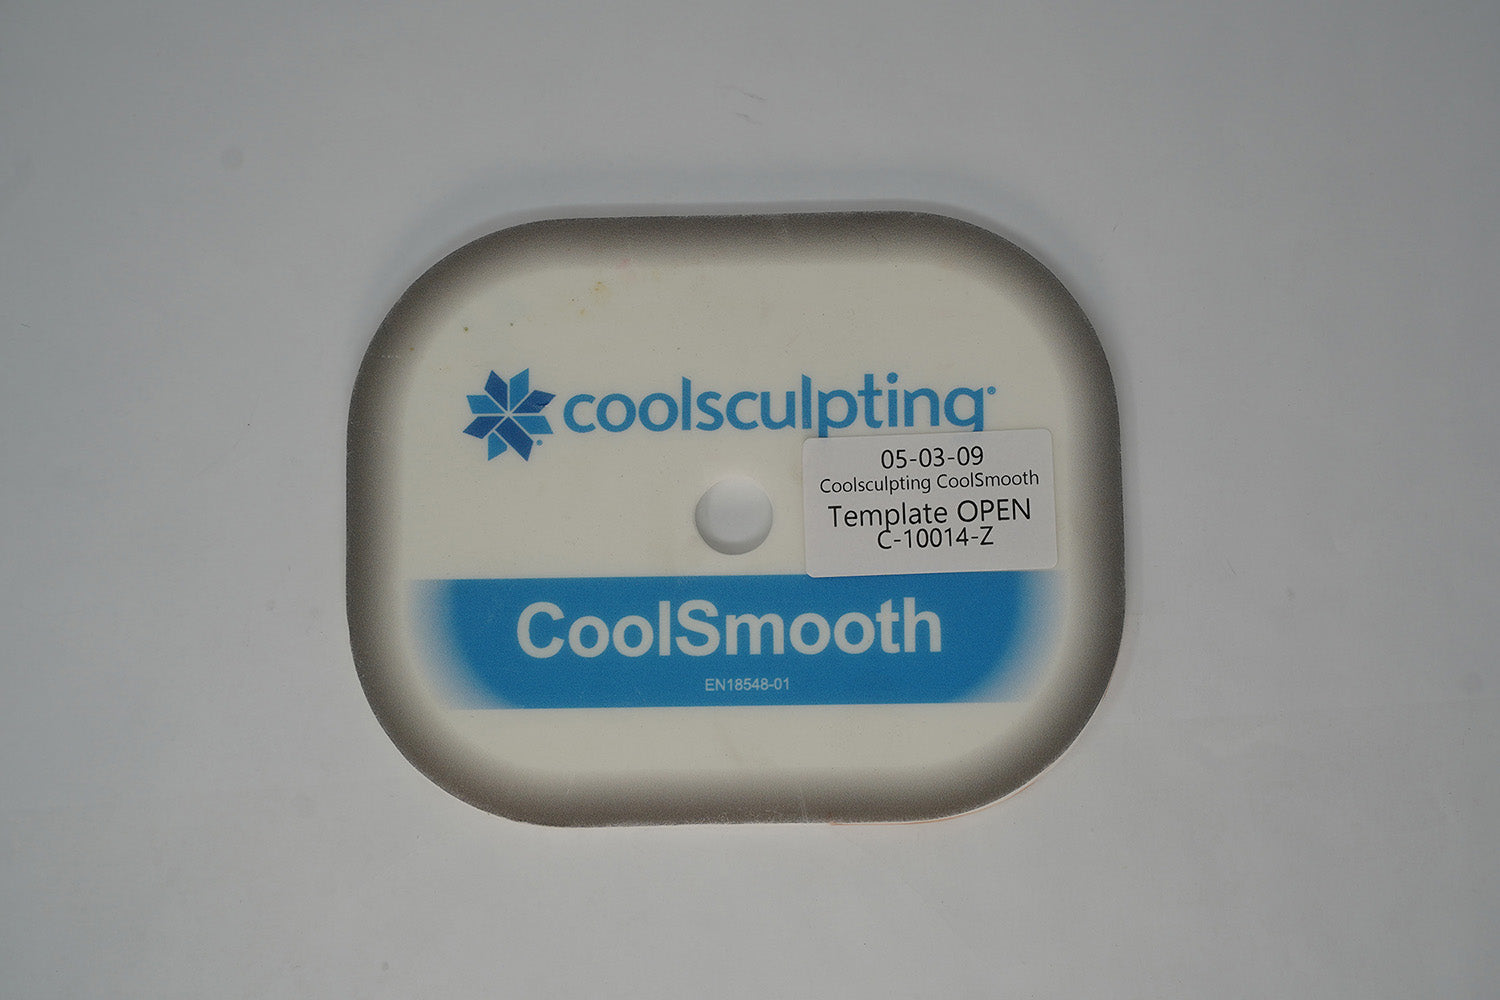 coolsculpting®
05-03-09
Coolsculpting CoolSmooth
Template OPEN
C-10014-Z
CoolSmooth
EN18548-01